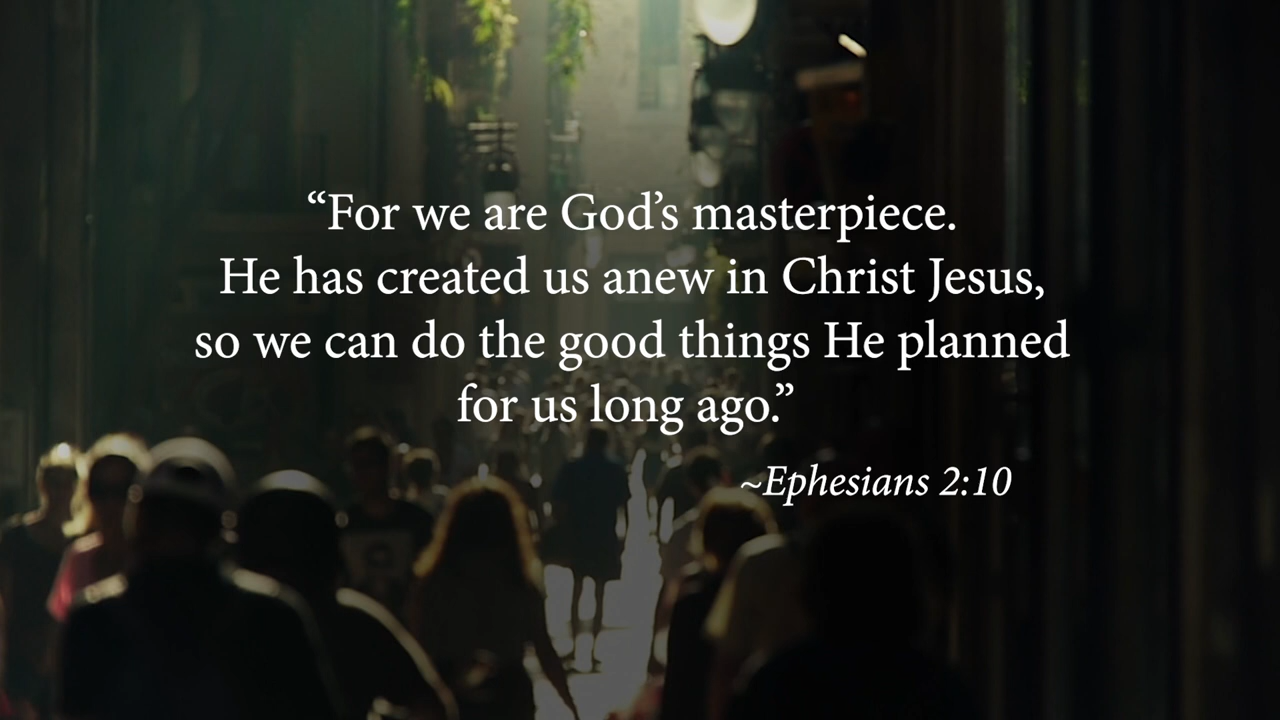 “For we are God’s masterpiece.
He has created us anew in Christ Jesus,
so we can do the good things He planned
for us long ago.”
~Ephesians 2:10